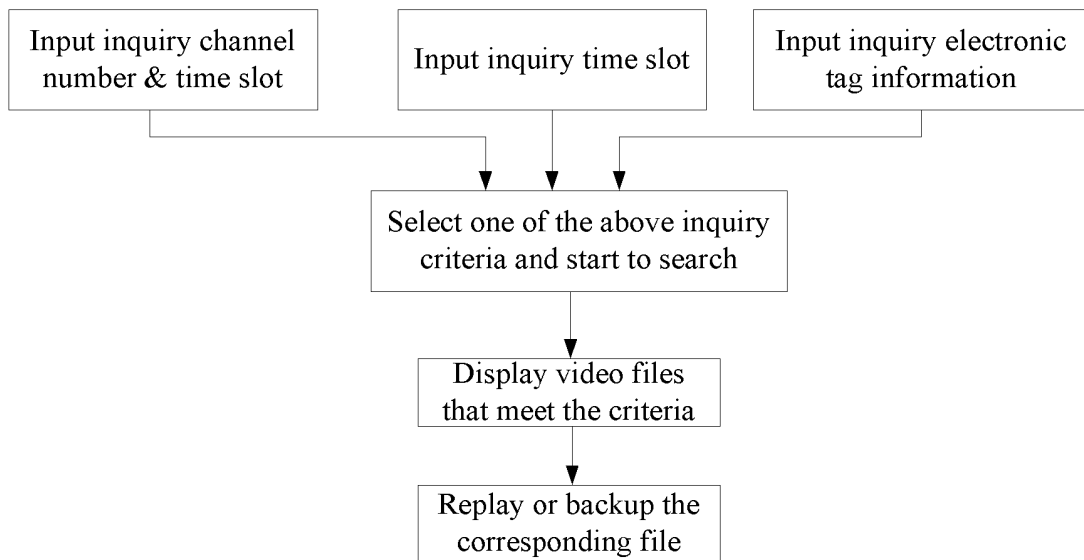 Input inquiry channel
number & time slot
Input inquiry time slot
Input inquiry electronic
tag information
Select one of the above inquiry
criteria and start to search
Display video files
that meet the criteria
Replay or backup the
corresponding file